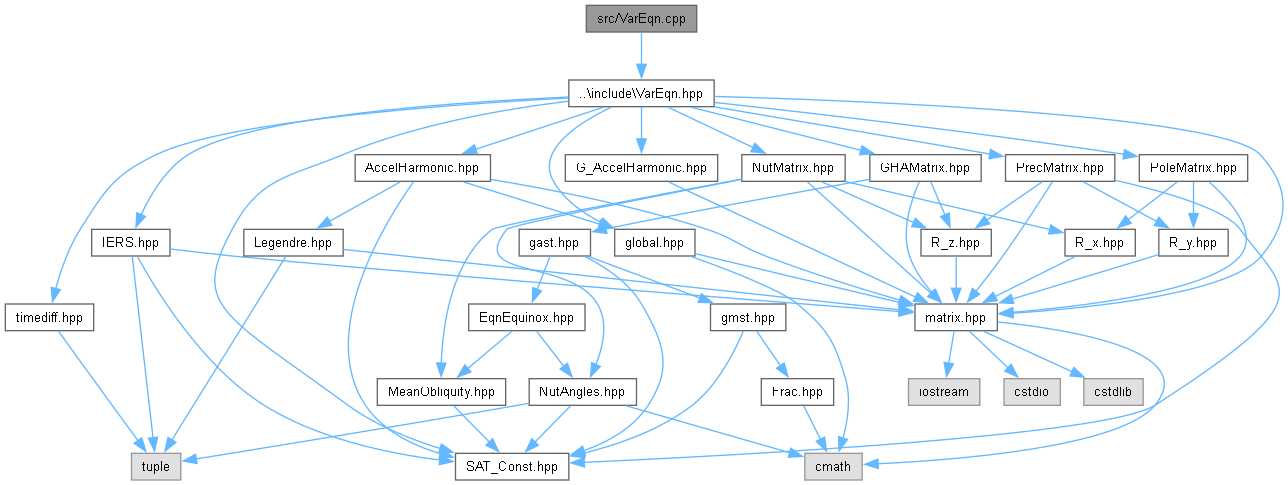 src/VarEqn.cpp
..\include\VarEqn.hpp
AccelHarmonic.hpp
G_AccelHarmonic.hpp
NutMatrix.hpp
GHAMatrix.hpp
PrecMatrix.hpp
PoleMatrix.hpp
IERS.hpp
Legendre.hpp
gast.hpp
global.hpp
R_z.hpp
R_x.hpp
R_y.hpp
timediff.hpp
EqnEquinox.hpp
gmst.hpp
matrix.hpp
MeanObliquity.hpp
NutAngles.hpp
Frac.hpp
iostream
cstdio
cstdlib
tuple
SAT_Const.hpp
cmath